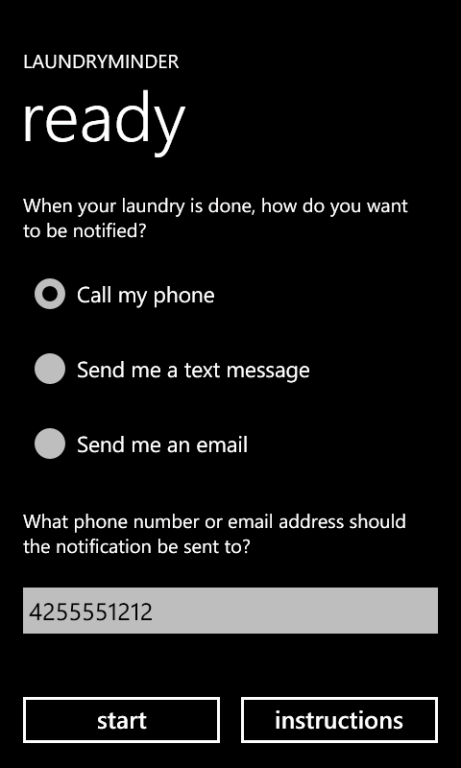 LAUNDRYMINDER
ready
When your laundry is done, how do you want
to be notified?
Call my phone
Send me a text message
Send me an email
What phone number or email address should
the notification be sent to?
4255551212
start
instructions